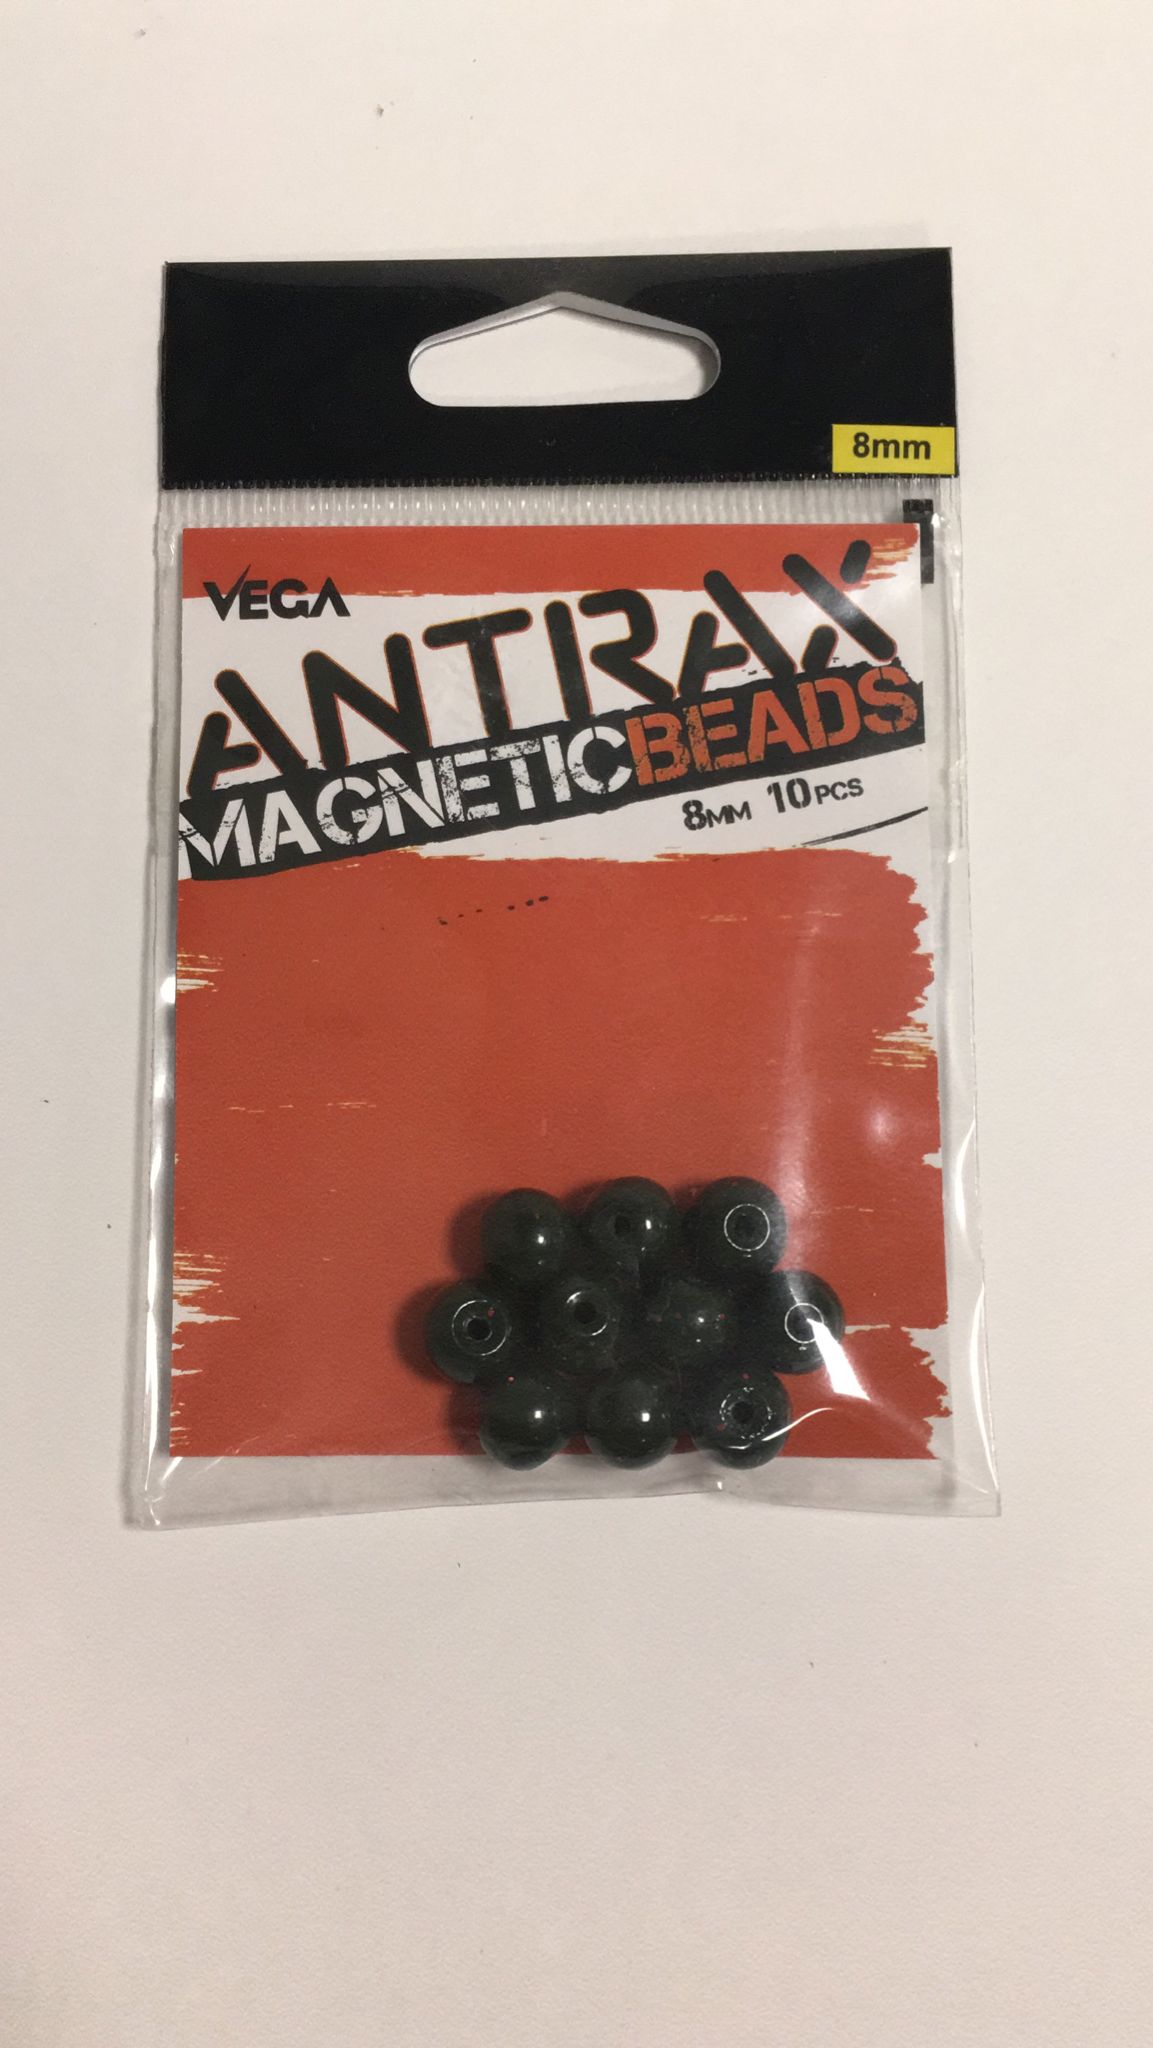 8mm
VEGA
ANTRAX
MAGNETICBEADS
8MM 10PCS